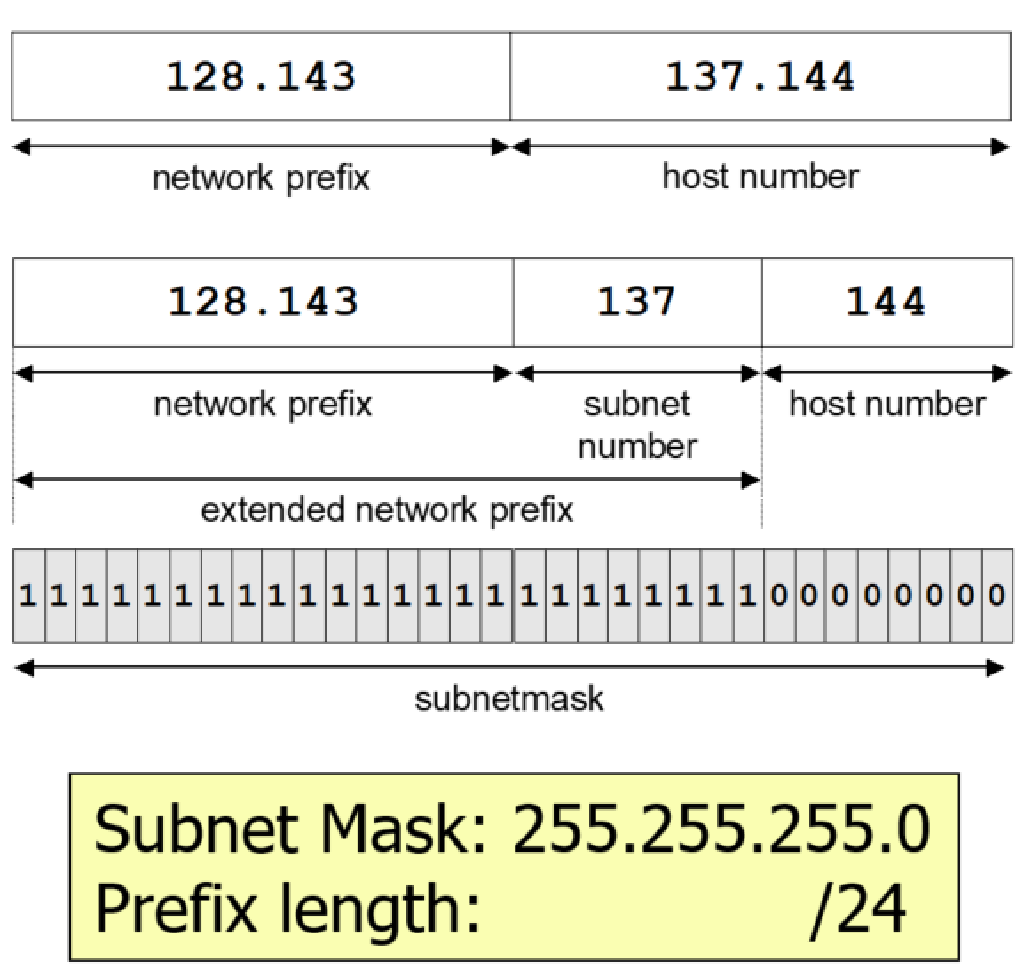 128.143 137.144
network prefix host number
128.143 137 144
network prefix subnet number host number
extended network prefix
1 1 1 1 1 1 1 1 1 1 1 1 1 1 1 1 1 1 1 1 1 1 1 1 0 0 0 0 0 0 0 0
subnetmask
Subnet Mask: 255.255.255.0
Prefix length: /24